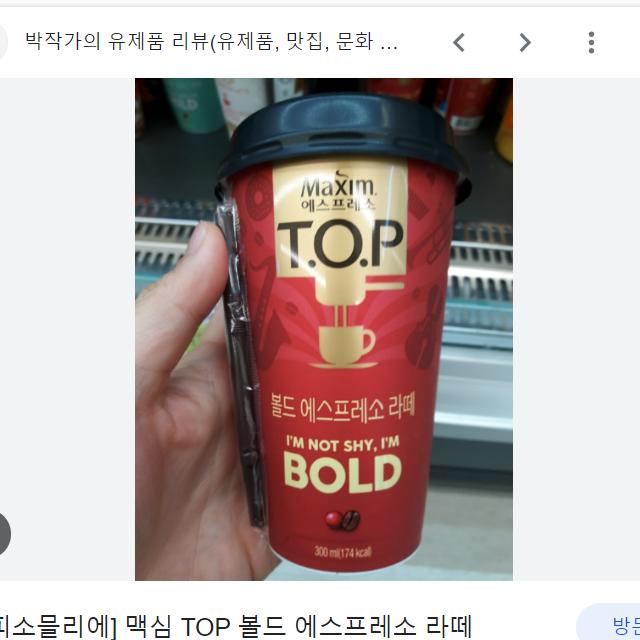 박작가의 유제품 리뷰(유제품, 맛집, 문화 ...
BOLD
Maxim.
에스프레소
T.O.P
볼드 에스프레소 라떼
I'M NOT SHY, I'M
BOLD
300 ml(174 kcal)
피소믈리에] 맥심 TOP 볼드 에스프레소 라떼
방문